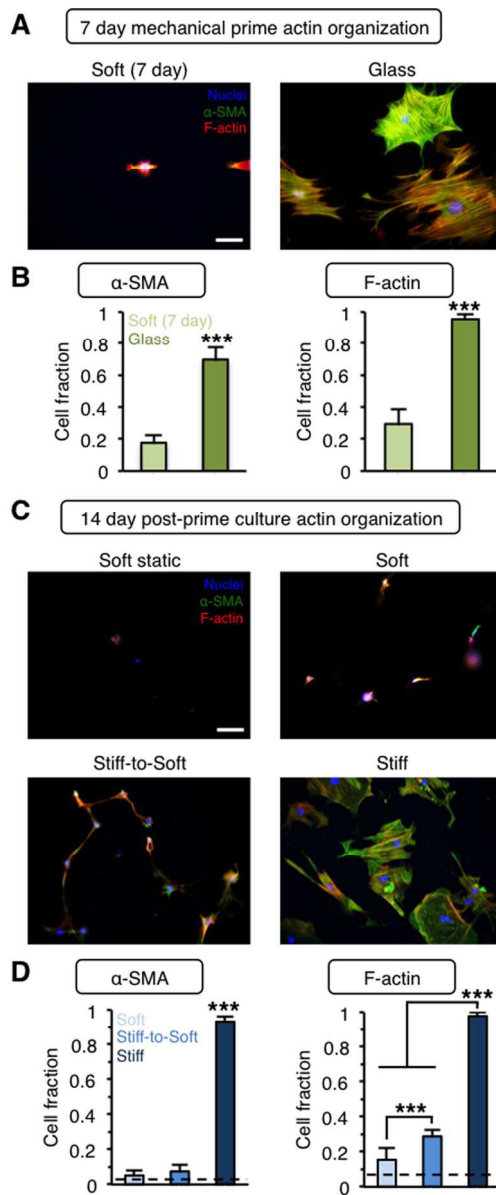 A
7 day mechanical prime actin organization
Soft (7 day)
Glass
Nuclei
α-SMA
F-actin
B
α-SMA
F-actin
Cell fraction
1
0.8
0.6
0.4
0.2
0
Soft (7 day)
Glass
***
Cell fraction
1
0.8
0.6
0.4
0.2
0
***
C
14 day post-prime culture actin organization
Soft static
Soft
Nuclei
α-SMA
F-actin
Stiff-to-Soft
Stiff
D
α-SMA
F-actin
Cell fraction
1
0.8
0.6
0.4
0.2
0
Soft
Stiff-to-Soft
Stiff
***
Cell fraction
1
0.8
0.6
0.4
0.2
0
***
***